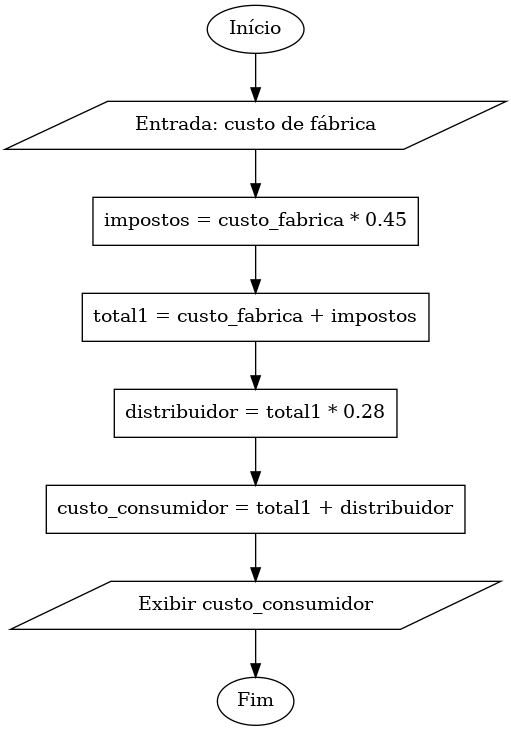 Início
Entrada: custo de fábrica
impostos = custo_fabrica * 0.45
total1 = custo_fabrica + impostos
distribuidor = total1 * 0.28
custo_consumidor = total1 + distribuidor
Exibir custo_consumidor
Fim